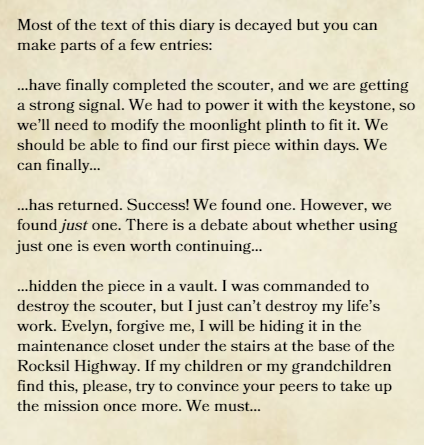 Most of the text of this diary is decayed but you can
make parts of a few entries:

...have finally completed the scouter, and we are getting
a strong signal. We had to power it with the keystone, so
we'll need to modify the moonlight plinth to fit it. We
should be able to find our first piece within days. We
can finally...

...has returned. Success! We found one. However, we
found just one. There is a debate about whether using
just one is even worth continuing...

...hidden the piece in a vault. I was commanded to
destroy the scouter, but I just can't destroy my life's
work. Evelyn, forgive me, I will be hiding it in the
maintenance closet under the stairs at the base of the
Rocksil Highway. If my children or my grandchildren
find this, please, try to convince your peers to take up
the mission once more. We must...